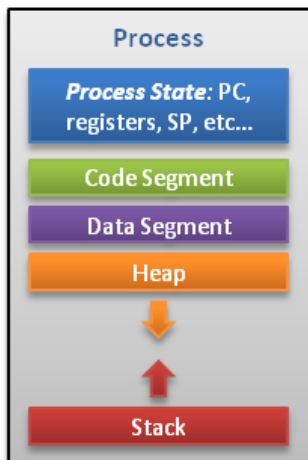 Process
Process State: PC,
registers, SP, etc...
Code Segment
Data Segment
Heap
Stack